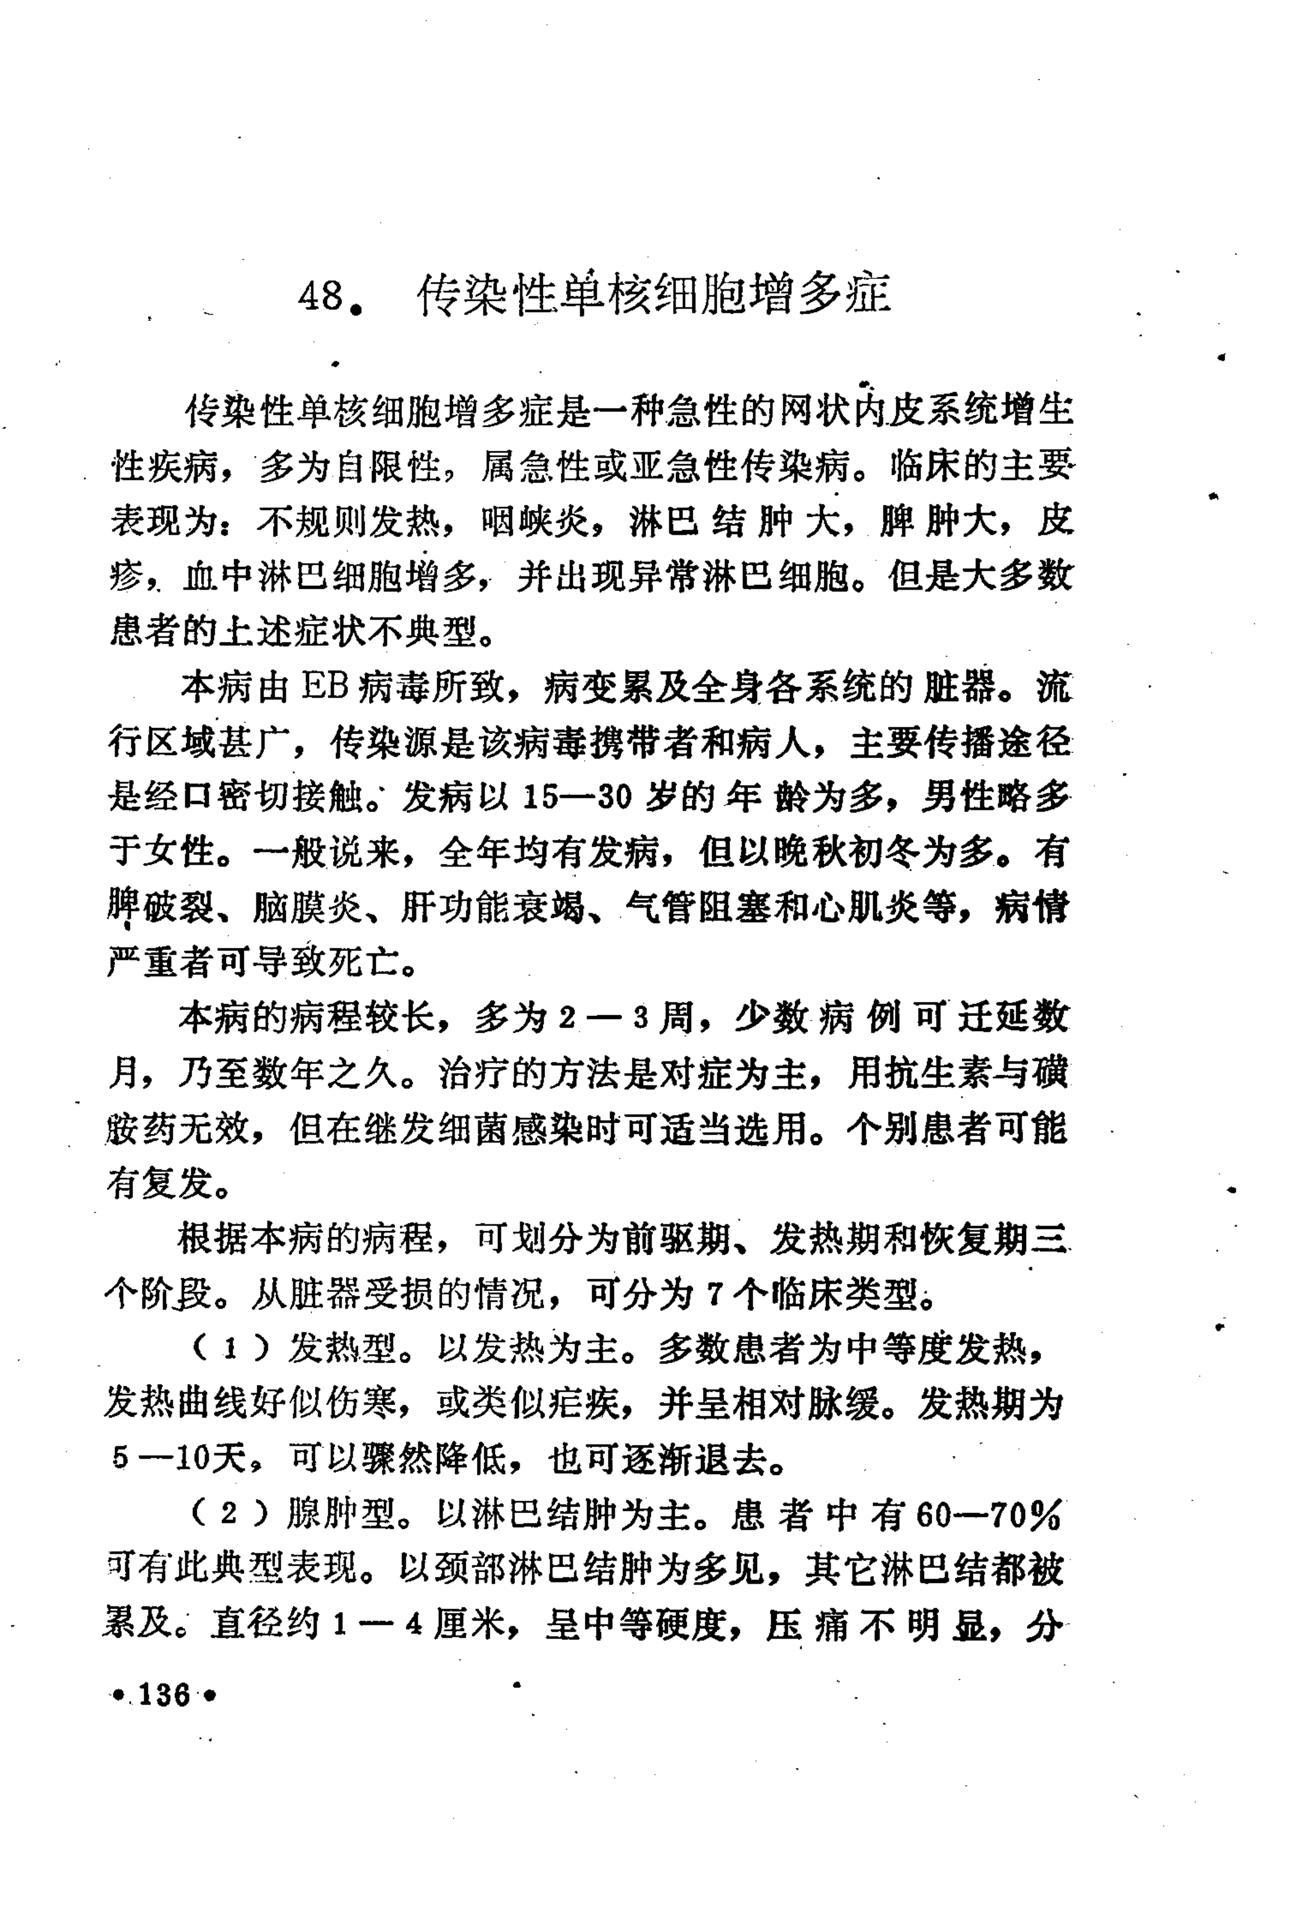 48. 传染性单核细胞增多症
传染性单核细胞增多症是一种急性的网状内皮系统增生
性疾病，多为自限性，属急性或亚急性传染病。临床的主要
表现为：不规则发热，咽峡炎，淋巴结肿大，脾肿大，皮
疹，血中淋巴细胞增多，并出现异常淋巴细胞。但是大多数
患者的上述症状不典型。
本病由EB病毒所致，病变累及全身各系统的脏器。流
行区域甚广，传染源是该病毒携带者和病人，主要传播途径
是经口密切接触。发病以15—30岁的年龄为多，男性略多
于女性。一般说来，全年均有发病，但以晚秋初冬为多。有
脾破裂、脑膜炎、肝功能衰竭、气管阻塞和心肌炎等，病情
严重者可导致死亡。
本病的病程较长，多为2—3周，少数病例可迁延数
月，乃至数年之久。治疗的方法是对症为主，用抗生素与磺
胺药无效，但在继发细菌感染时可适当选用。个别患者可能
有复发。
根据本病的病程，可划分为前驱期、发热期和恢复期三
个阶段。从脏器受损的情况，可分为7个临床类型。
（1）发热型。以发热为主。多数患者为中等度发热，
发热曲线好似伤寒，或类似疟疾，并呈相对脉缓。发热期为
5—10天，可以骤然降低，也可逐渐退去。
（2）腺肿型。以淋巴结肿为主。患者中有60—70%
可有此典型表现。以颈部淋巴结肿为多见，其它淋巴结都被
累及。直径约1—4厘米，呈中等硬度，压痛不明显，分
•136•